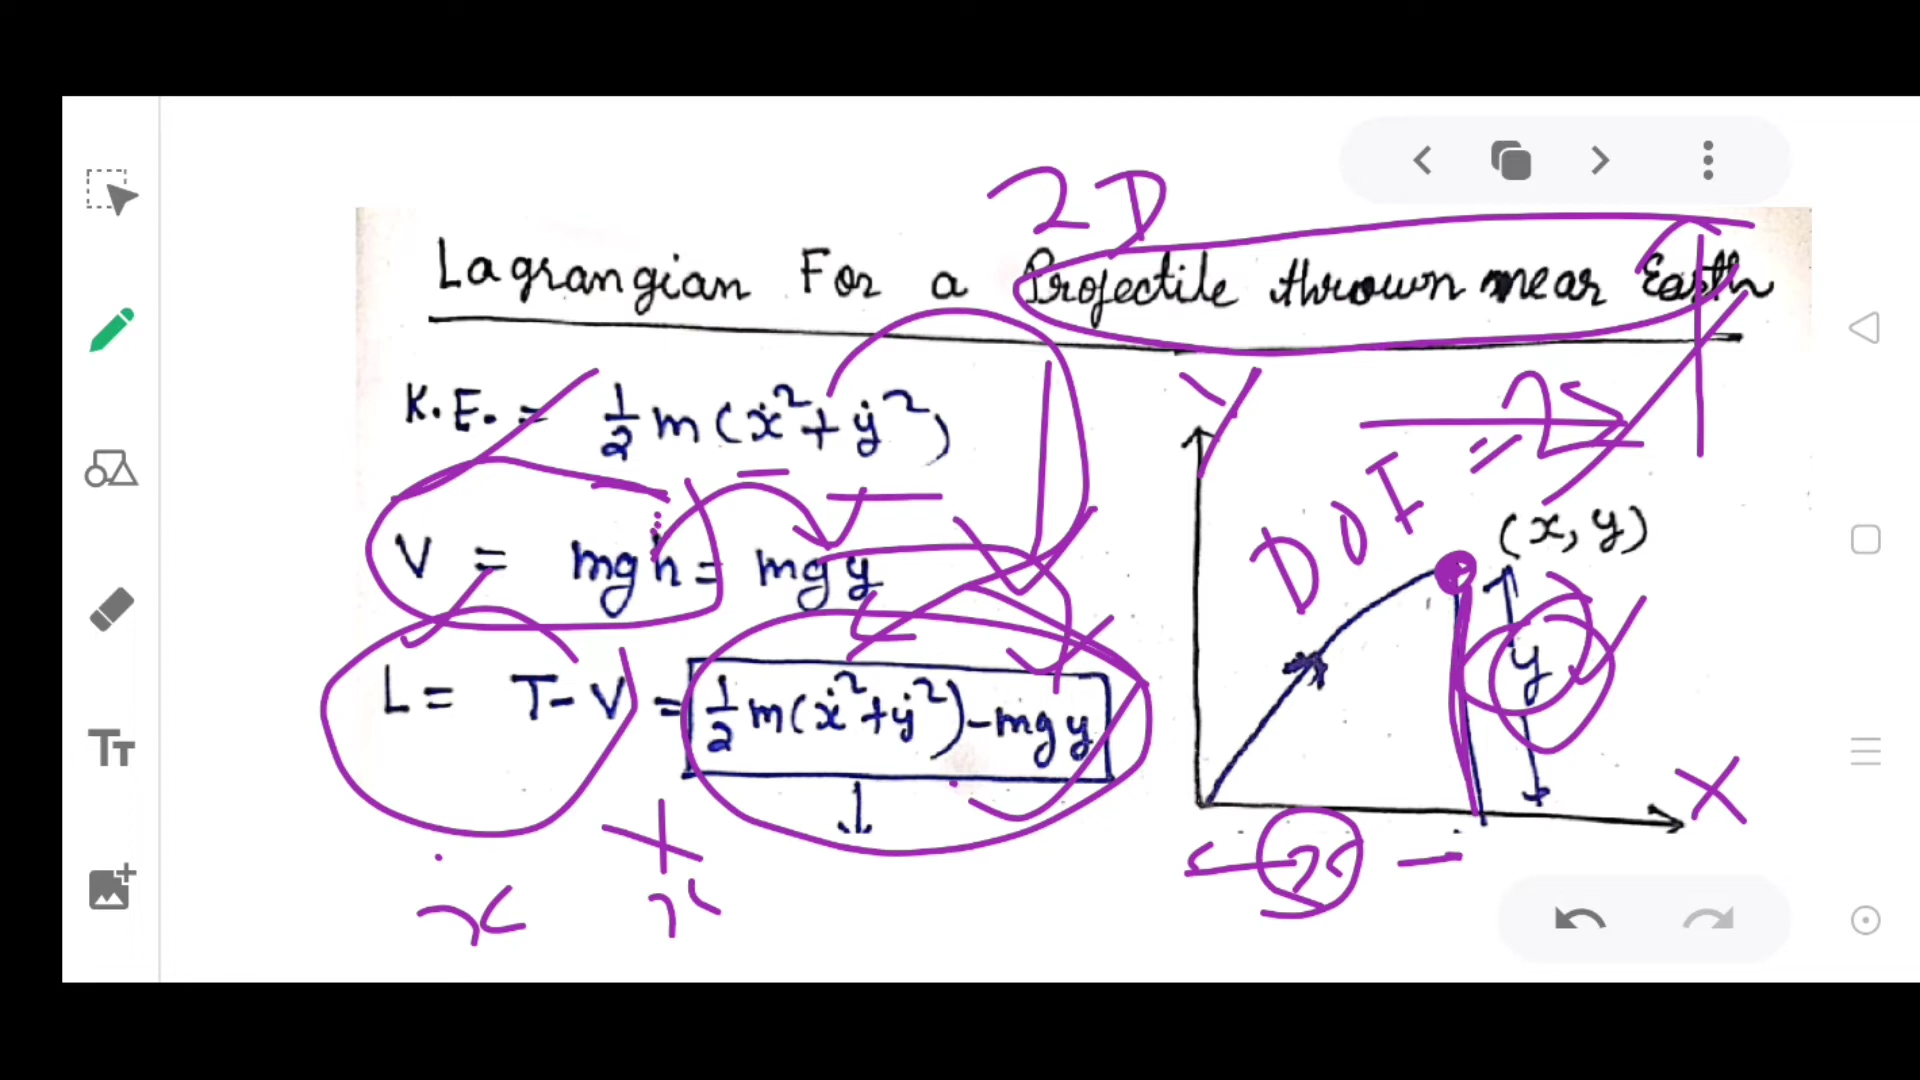 2D
Lagrangian For a Projectile thrown near Earth
K.E. = 1/2 m (ẋ² + ẏ²)
V = mgh = mgy
L = T - V = 1/2 m(ẋ² + ẏ²) - mgy
↓
ẋ
Y
DOF = 2
(x, y)
y
X
x
Tт